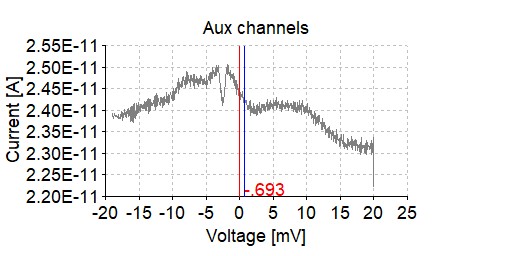 Aux channels
2.55E-11
2.50E-11
2.45E-11
2.40E-11
2.35E-11
2.30E-11
2.25E-11
2.20E-11
Current [A]
-.693
-20 -15 -10 -5 0 5 10 15 20 25
Voltage [mV]